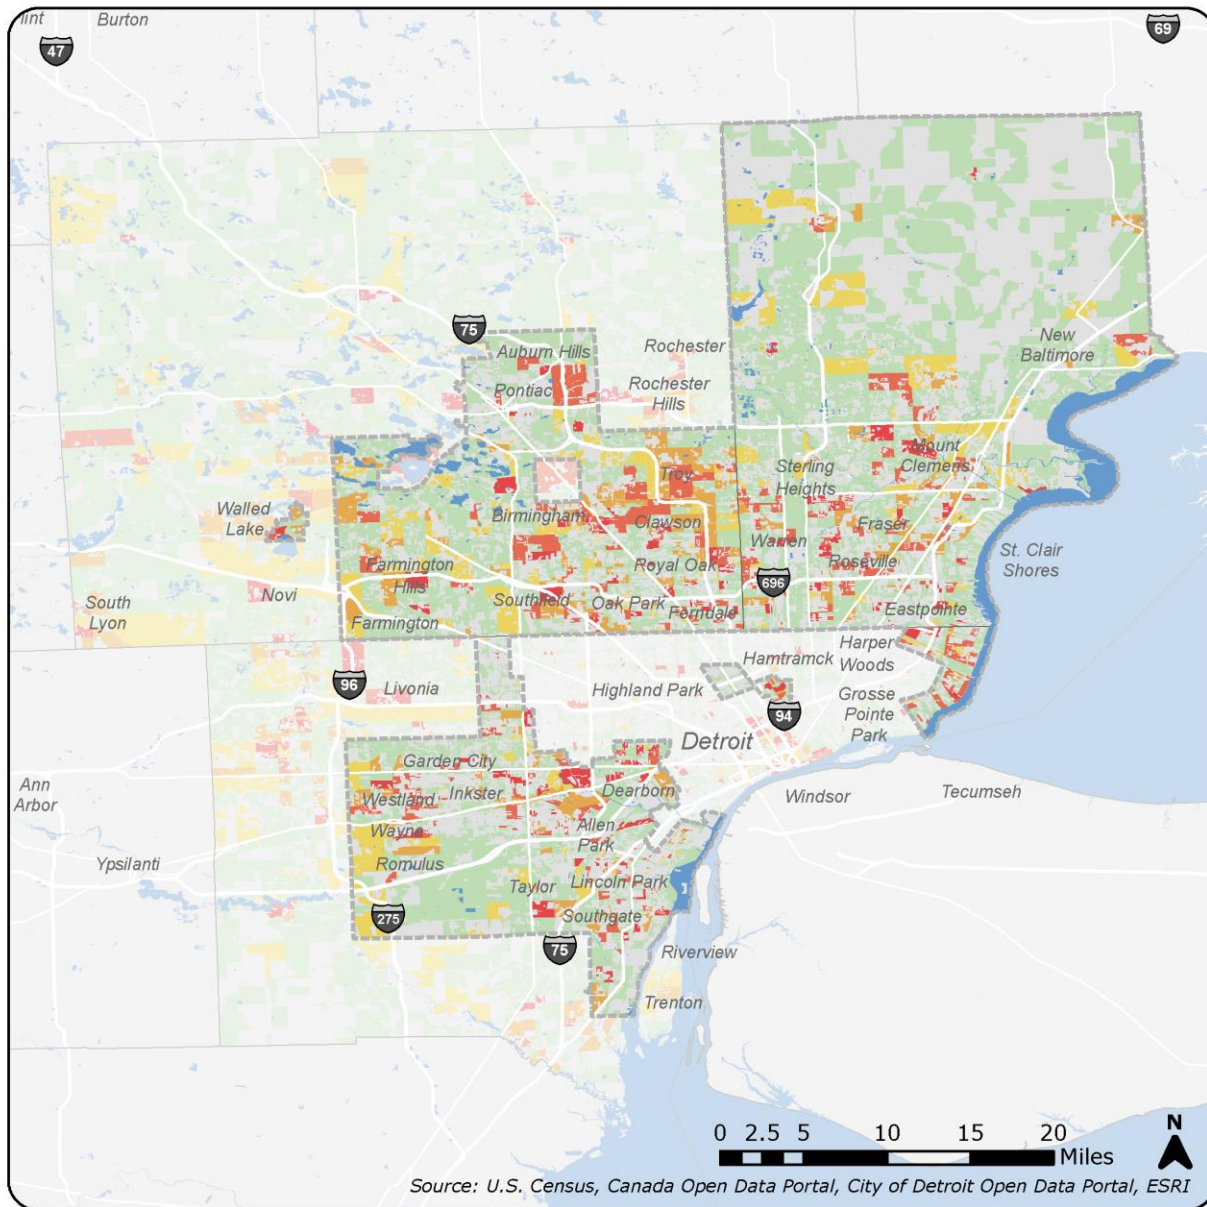 lint
Burton
47
69
75
Auburn Hills
Rochester
New
Baltimore
Pontiac
Rochester
Hills
Mount
Clemens
Sterling
Heights
Troy
Walled
Lake
Birmingham
Clawson
Fraser
Warren
Roseville
St. Clair
Shores
Farmington
Hills
Royal Oak
696
South
Lyon
Novi
Southfield
Oak Park
Ferndale
Eastpointe
Farmington
Harper
Woods
Hamtramck
96
Livonia
Highland Park
94
Grosse
Pointe
Park
Detroit
Garden City
Ann
Arbor
Westland
Inkster
Dearborn
Windsor
Tecumseh
Wayne
Allen
Park
Ypsilanti
Romulus
Taylor
Lincoln Park
275
Southgate
75
Riverview
Trenton
N
0 2.5 5 10 15 20
Miles
Source: U.S. Census, Canada Open Data Portal, City of Detroit Open Data Portal, ESRI